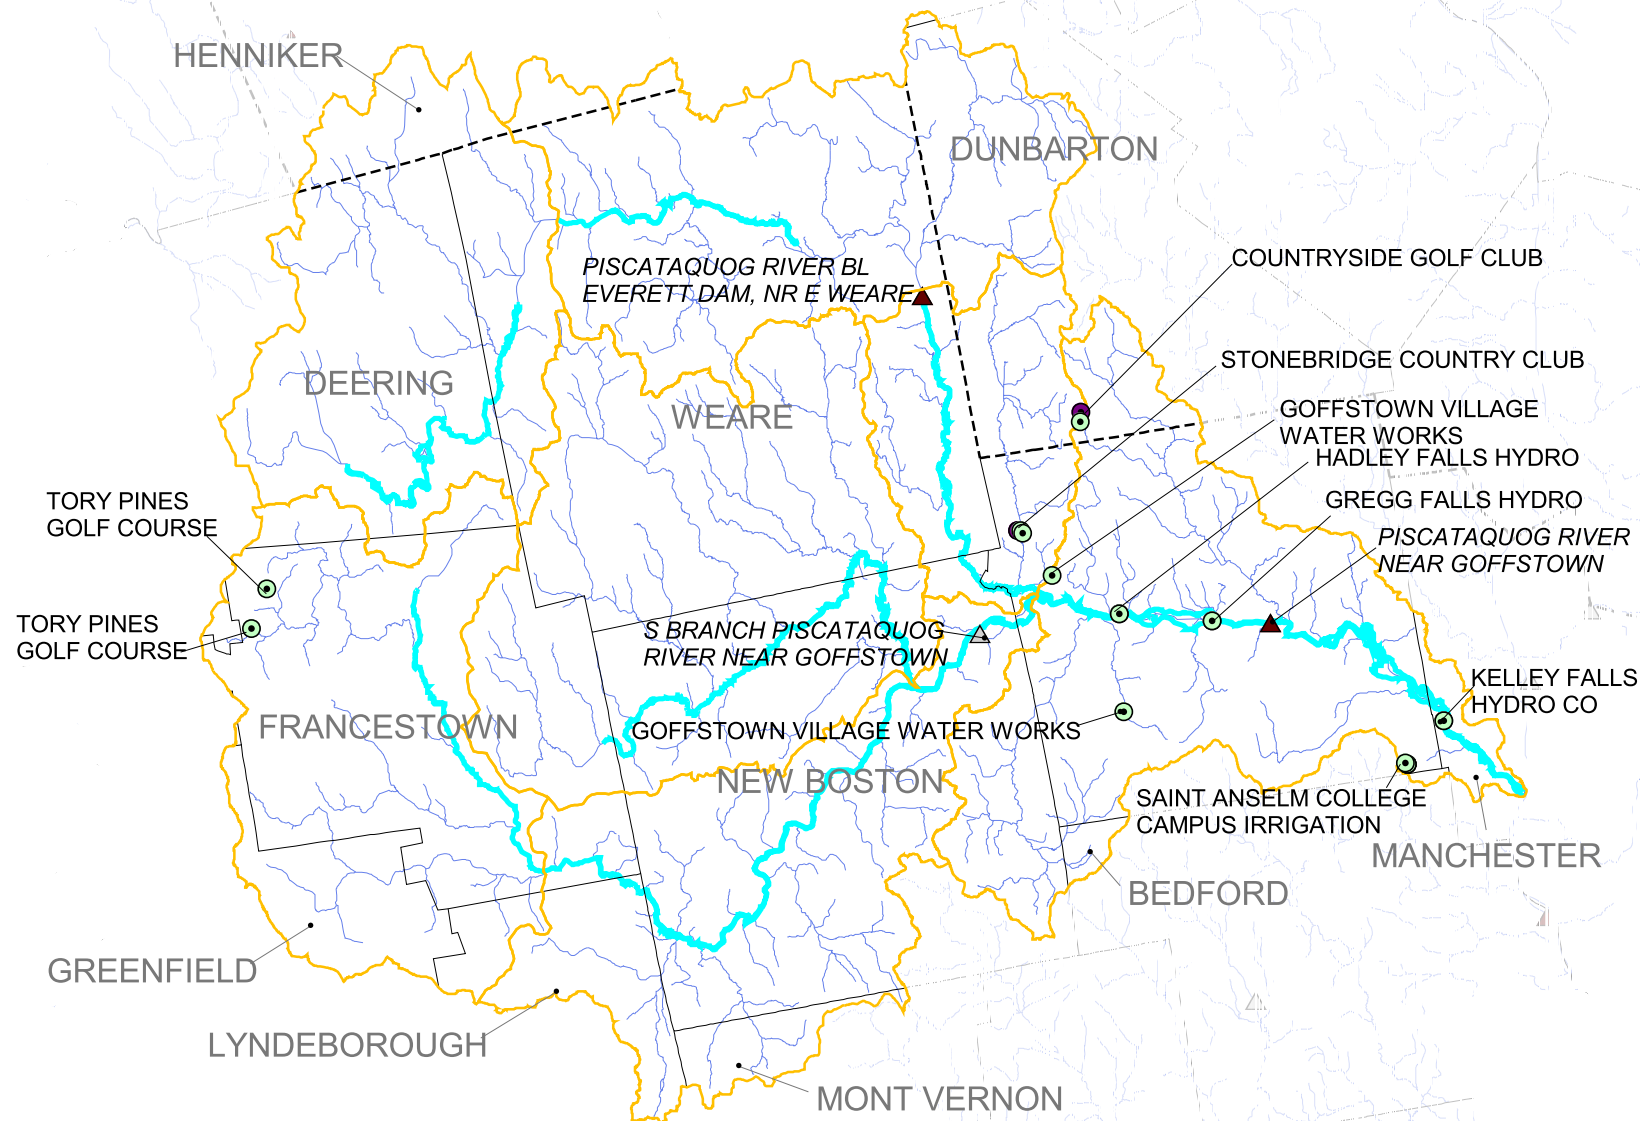 HENNIKER
DUNBARTON
PISCATAQUOG RIVER BL
EVERETT DAM, NR E WEARE
COUNTRYSIDE GOLF CLUB
STONEBRIDGE COUNTRY CLUB
DEERING
WEARE
GOFFSTOWN VILLAGE
WATER WORKS
HADLEY FALLS HYDRO
TORY PINES
GOLF COURSE
GREGG FALLS HYDRO
PISCATAQUOG RIVER
NEAR GOFFSTOWN
TORY PINES
GOLF COURSE
S BRANCH PISCATAQUOG
RIVER NEAR GOFFSTOWN
KELLEY FALLS
HYDRO CO
FRANCESTOWN
GOFFSTOWN VILLAGE WATER WORKS
NEW BOSTON
SAINT ANSELM COLLEGE
CAMPUS IRRIGATION
MANCHESTER
BEDFORD
GREENFIELD
LYNDEBOROUGH
MONT VERNON